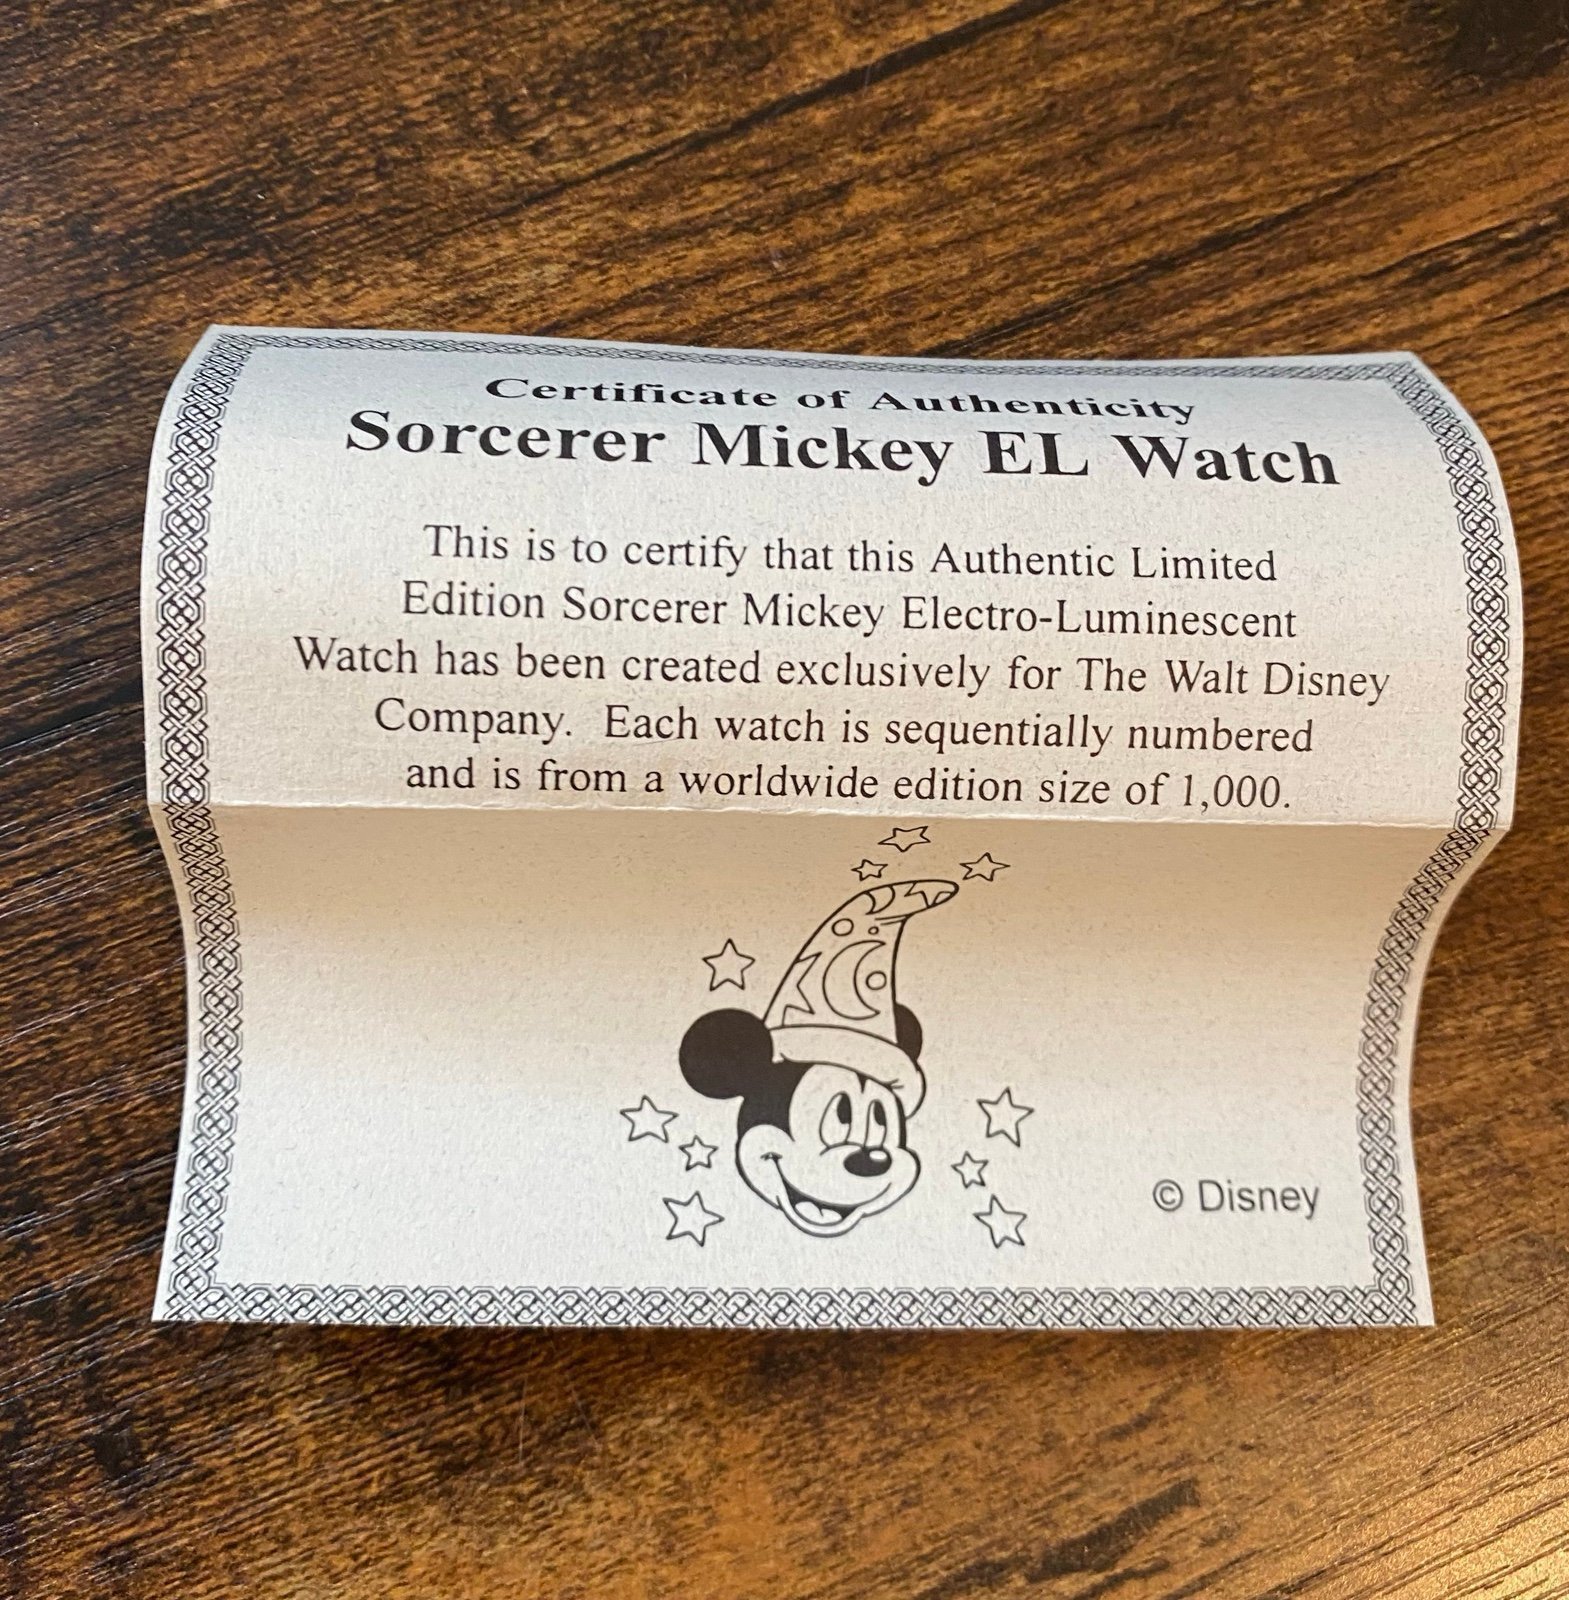 Certificate of Authenticity
Sorcerer Mickey EL Watch
This is to certify that this Authentic Limited
Edition Sorcerer Mickey Electro-Luminescent
Watch has been created exclusively for The Walt Disney
Company. Each watch is sequentially numbered
and is from a worldwide edition size of 1,000.
© Disney